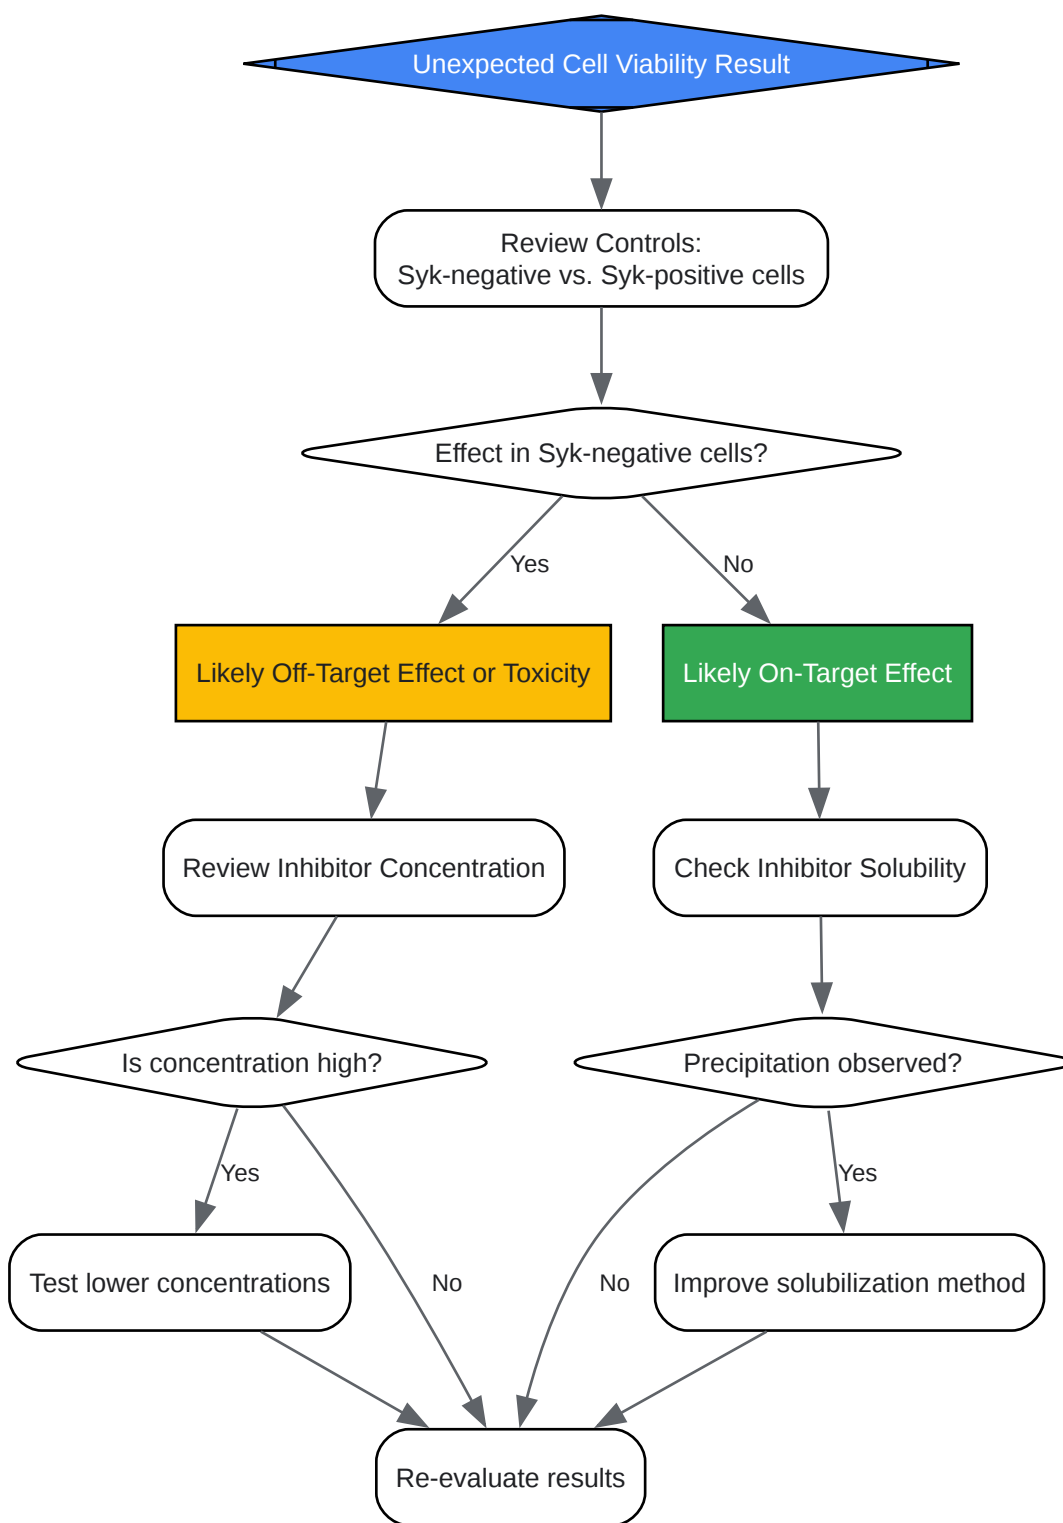 Unexpected Cell Viability Result
Review Controls:
Syk-negative vs. Syk-positive cells
Effect in Syk-negative cells?
Yes
No
Likely Off-Target Effect or Toxicity
Likely On-Target Effect
Review Inhibitor Concentration
Check Inhibitor Solubility
Is concentration high?
Precipitation observed?
Yes
Yes
Test lower concentrations
No
No
Improve solubilization method
Re-evaluate results